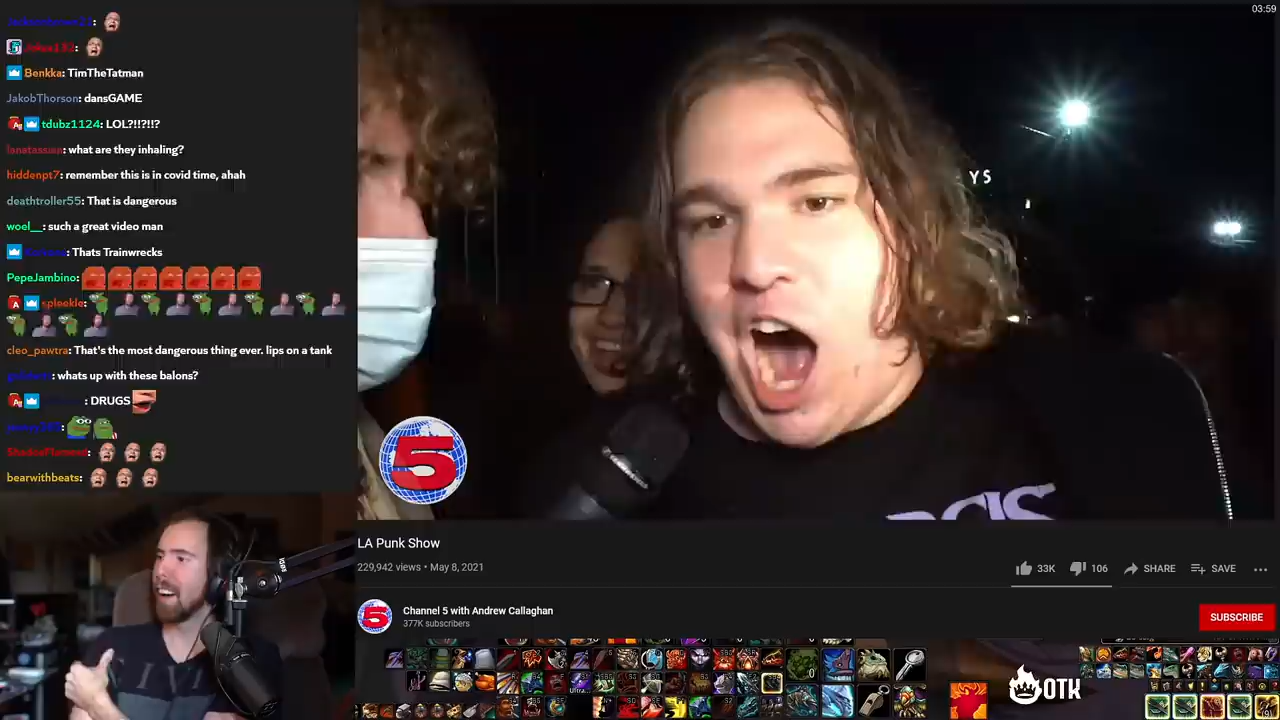 03:59
Benkka: TimTheTatman
JakobThorson: dansGAME
tdubz1124: LOL?!!?!!?
lanatassian: what are they inhaling?
hiddenpt7: remember this is in covid time, ahah
deathtroller55: That is dangerous
woel__: such a great video man
: Thats Trainwrecks
PepeJambino:
spleekle:
cleo_pawtra: That's the most dangerous thing ever. lips on a tank
: whats up with these balons?
: DRUGS
bearwithbeats:
YS
5
LA Punk Show
229,942 views • May 8, 2021
33K
106
SHARE
SAVE
5
Channel 5 with Andrew Callaghan
377K subscribers
SUBSCRIBE
OTK